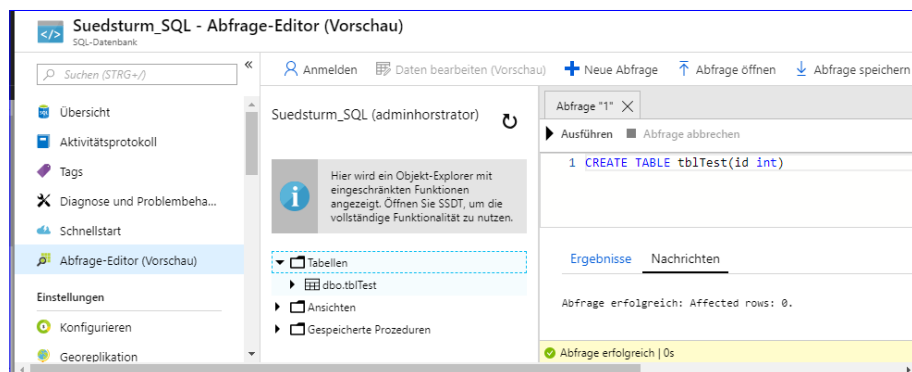 Suedsturm_SQL - Abfrage-Editor (Vorschau)
SQL-Datenbank
Suchen (STRG+/)
Übersicht
Aktivitätsprotokoll
Tags
Diagnose und Problembeha...
Schnellstart
Abfrage-Editor (Vorschau)
Einstellungen
Konfigurieren
Georeplikation
Anmelden
Daten bearbeiten (Vorschau)
Neue Abfrage
Abfrage öffnen
Abfrage speichern
Suedsturm_SQL (adminhorstrator)
Hier wird ein Objekt-Explorer mit
eingeschränkten Funktionen
angezeigt. Öffnen Sie SSDT, um die
vollständige Funktionalität zu nutzen.
Tabellen
dbo.tblTest
Ansichten
Gespeicherte Prozeduren
Abfrage "1"
Ausführen
Abfrage abbrechen
1 CREATE TABLE tblTest(id int)
Ergebnisse
Nachrichten
Abfrage erfolgreich: Affected rows: 0.
Abfrage erfolgreich | 0s